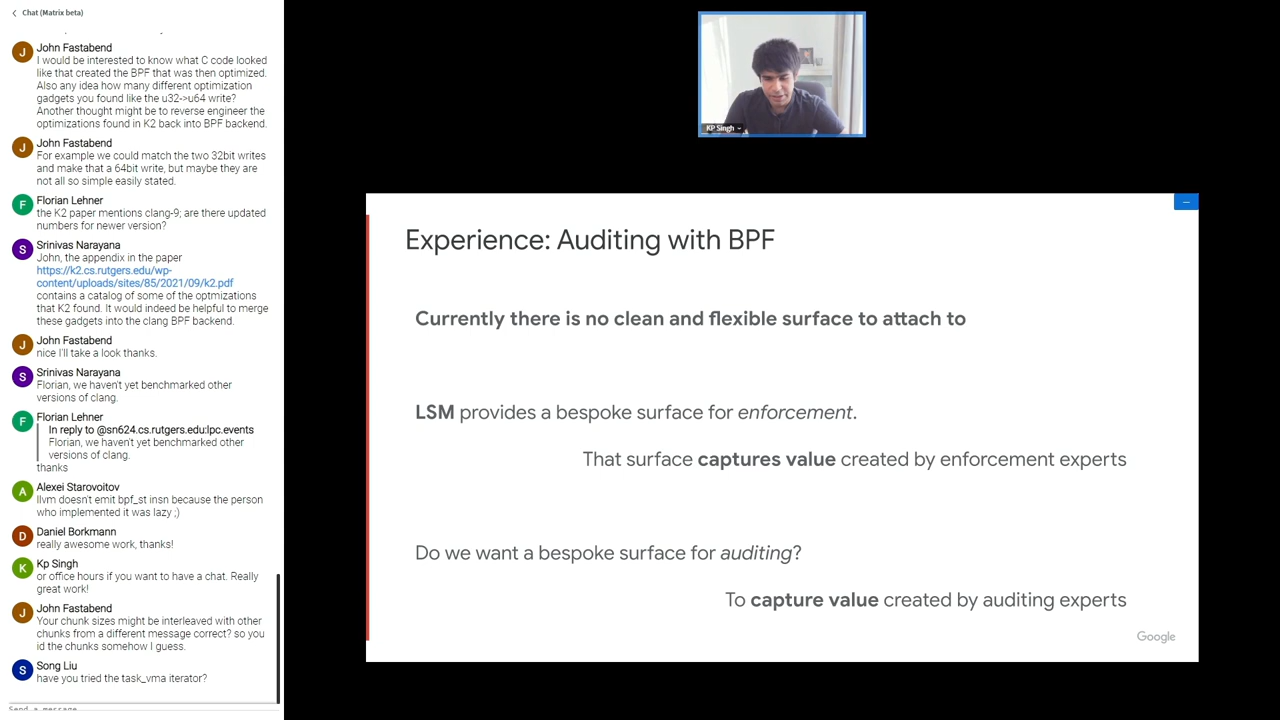 Chat (Matrix beta)
John Fastabend
I would be interested to know what C code looked
like that created the BPF that was then optimized.
Also any idea how many different optimization
gadgets you found like the u32->u64 write?
Another thought might be to reverse engineer the
optimizations found in K2 back into BPF backend.
John Fastabend
For example we could match the two 32bit writes
and make that a 64bit write, but maybe they are
not all so simple easily stated.
Florian Lehner
the K2 paper mentions clang-9; are there updated
numbers for newer version?
Srinivas Narayana
John, the appendix in the paper
https://k2.cs.rutgers.edu/wp-
content/uploads/sites/85/2021/09/k2.pdf
contains a catalog of some of the optmizations
that K2 found. It would indeed be helpful to merge
these gadgets into the clang BPF backend.
John Fastabend
nice I'll take a look thanks.
Srinivas Narayana
Florian, we haven't yet benchmarked other
versions of clang.
Florian Lehner
In reply to @sn624.cs.rutgers.edu:lpc.events
Florian, we haven't yet benchmarked other
versions of clang.
thanks
Alexei Starovoitov
llvm doesn't emit bpf_st insn because the person
who implemented it was lazy ;)
Daniel Borkmann
really awesome work, thanks!
Kp Singh
or office hours if you want to have a chat. Really
great work!
John Fastabend
Your chunk sizes might be interleaved with other
chunks from a different message correct? so you
id the chunks somehow I guess.
Song Liu
have you tried the task_vma iterator?
Send a message
KP Singh
Experience: Auditing with BPF
Currently there is no clean and flexible surface to attach to
LSM provides a bespoke surface for enforcement.
That surface captures value created by enforcement experts
Do we want a bespoke surface for auditing?
To capture value created by auditing experts
Google